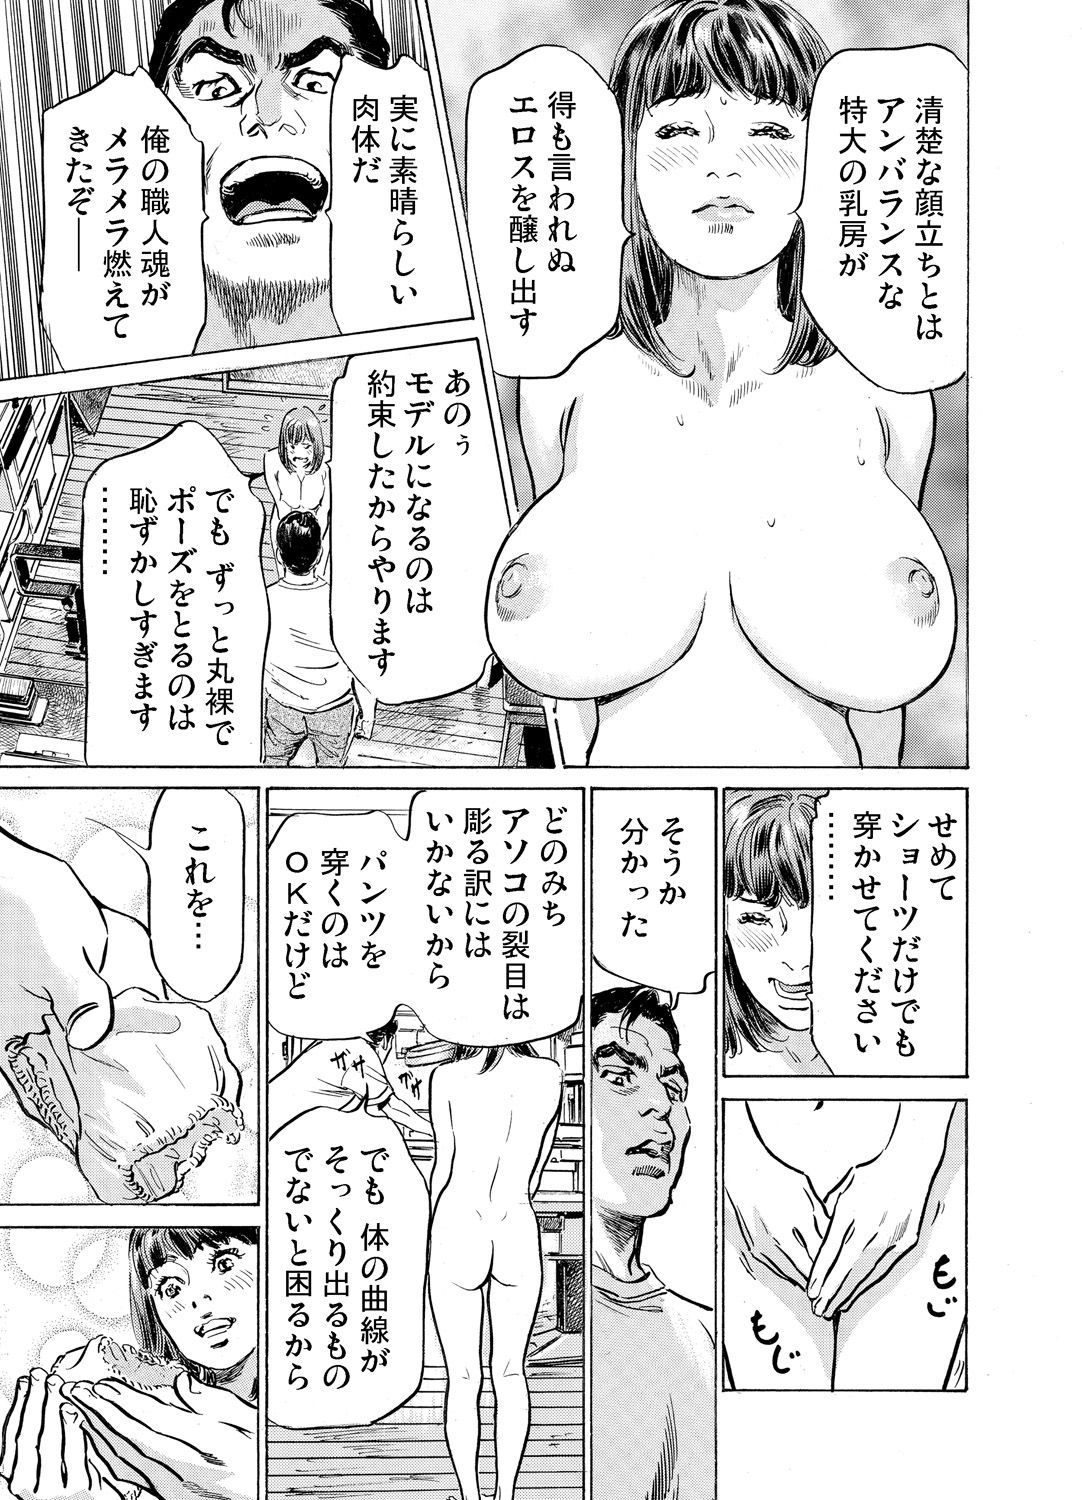 清楚な顔立ちとは
アンバランスな
特大の乳房が
得も言われぬ
エロスを醸し出す
実に素晴らしい
肉体だ
俺の職人魂が
メラメラ燃えて
きたぞ――
あのぅ
モデルになるのは
約束したからやります
でも ずっと丸裸で
ポーズをとるのは
恥ずかしすぎます
………
せめて
ショーツだけでも
穿かせてください
………
もじ
もじ
そうか
分かった
どのみち
アソコの裂目は
彫る訳には
いかないから
パンツを
穿くのは
OKだけど
ガサ
ガサ
でも 体の曲線が
そっくり出るもの
でないと困るから
これを…